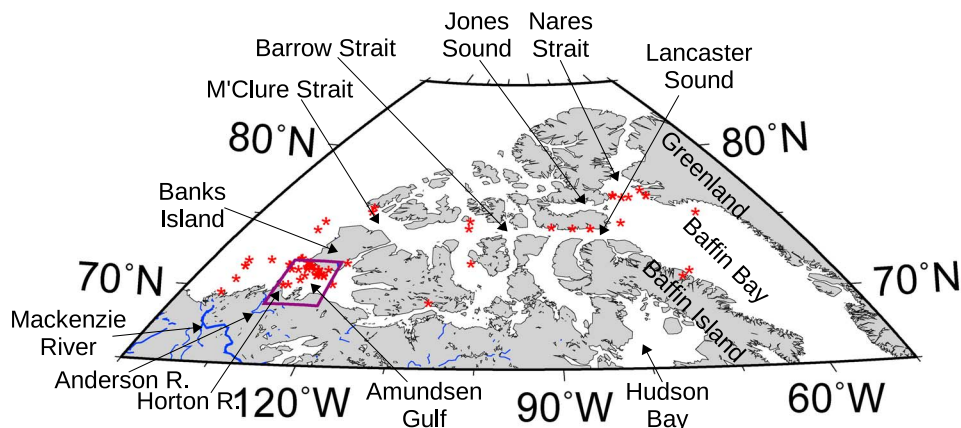 Jones
Sound
Nares
Strait
Barrow Strait
Lancaster
Sound
M'Clure Strait
80°N
80°N
Greenland
Banks
Island
Baffin Bay
70°N
70°N
Baffin Island
Mackenzie
River
Anderson R.
Horton R.
120°W
Amundsen
Gulf
90°W
Hudson
Bay
60°W